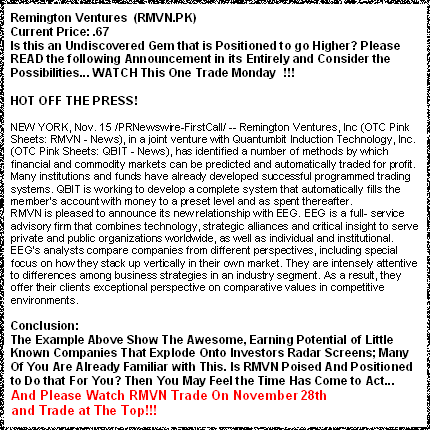 Remington Ventures  (RMVN.PK)
Current Price: .67
Is this an Undiscovered Gem that is Positioned to go Higher? Please
READ the following Announcement in its Entirely and Consider the
Possibilities... WATCH This One Trade Monday  !!!
HOT OFF THE PRESS!
NEW YORK, Nov. 15 /PRNewswire-FirstCall/ -- Remington Ventures, Inc (OTC Pink
Sheets: RMVN - News), in a joint venture with Quantumbit Induction Technology, Inc.
(OTC Pink Sheets: QBIT - News), has identified a number of methods by which
financial and commodity markets can be predicted and automatically traded for profit.
Many institutions and funds have already developed successful programmed trading
systems. QBIT is working to develop a complete system that automatically fills the
member's account with money to a preset level and as spent thereafter.
RMVN is pleased to announce its new relationship with EEG. EEG is a full- service
advisory firm that combines technology, strategic alliances and critical insight to serve
private and public organizations worldwide, as well as individual and institutional.
EEG's analysts compare companies from different perspectives, including special
focus on how they stack up vertically in their own market. They are intensely attentive
to differences among business strategies in an industry segment. As a result, they
offer their clients exceptional perspective on comparative values in competitive
environments.
Conclusion:
The Example Above Show The Awesome, Earning Potential of Little
Known Companies That Explode Onto Investors Radar Screens; Many
Of You Are Already Familiar with This. Is RMVN Poised And Positioned
to Do that For You? Then You May Feel the Time Has Come to Act...
And Please Watch RMVN Trade On November 28th
and Trade at The Top!!!